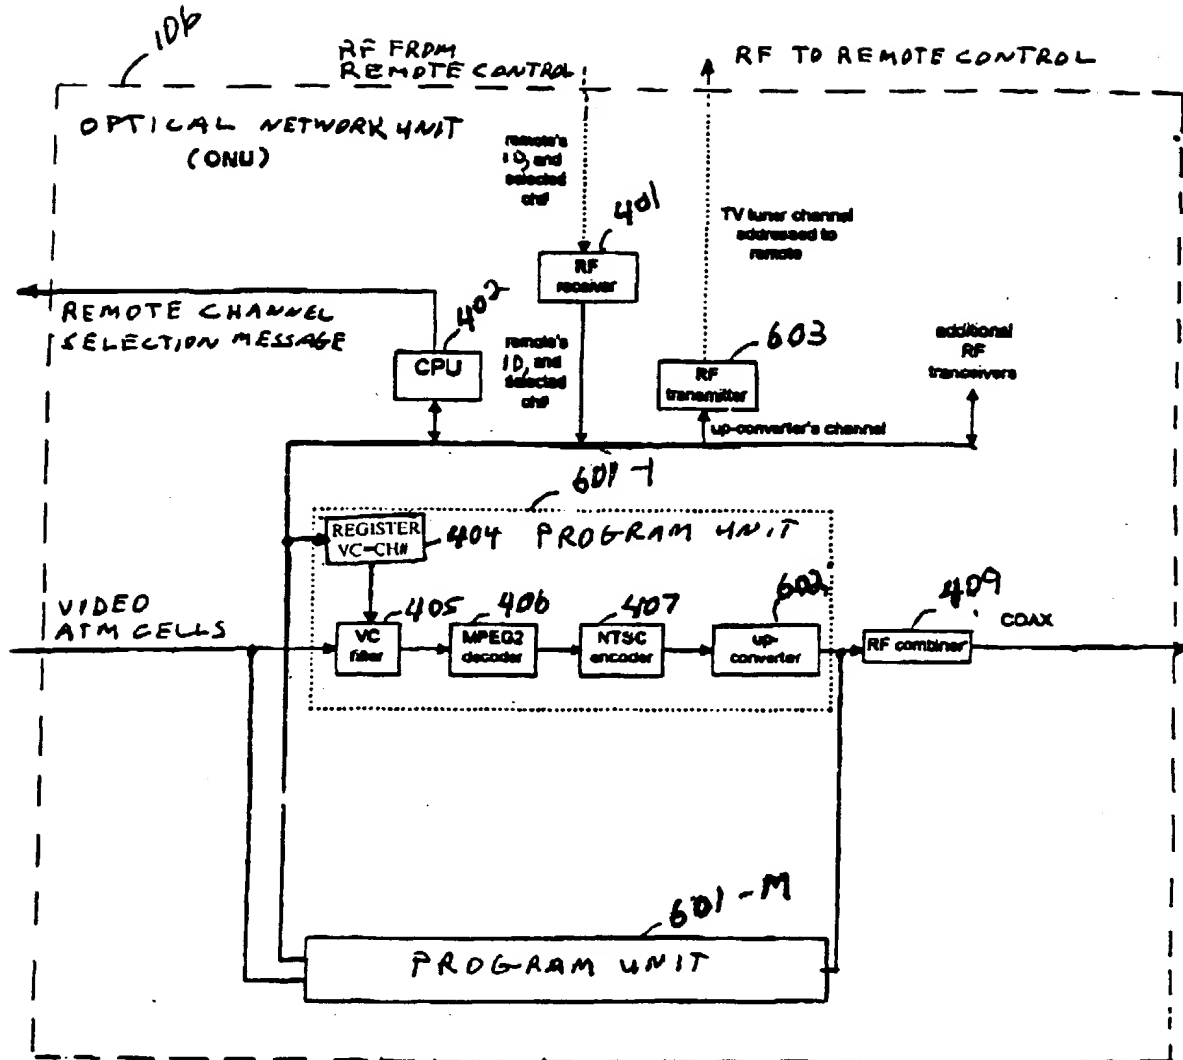 106
RF FROM
REMOTE CONTROL
RF TO REMOTE CONTROL
OPTICAL NETWORK UNIT
(ONU)
remote's
ID, and
selected
ch#
401
RF
receiver
TV tuner channel
addressed to
remote
REMOTE CHANNEL
SELECTION MESSAGE
402
CPU
remote's
ID, and
selected
ch#
603
RF
transmitter
additional
RF
tranceivers
up-converter's channel
601-1
REGISTER
VC=CH#
404
PROGRAM UNIT
VIDEO
ATM CELLS
405
VC
filter
406
MPEG2
decoder
407
NTSC
encoder
602
up-
converter
409
RF combiner
COAX
601-M
PROGRAM UNIT